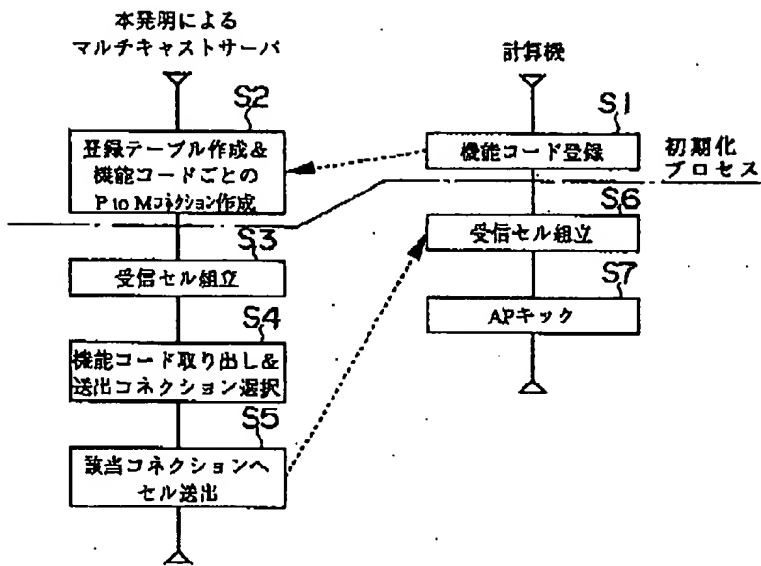 本発明による
マルチキャストサーバ
計算機
S2
登録テーブル作成&
機能コードごとの
P to Mコネクション作成
S1
機能コード登録
初期化
プロセス
S3
受信セル組立
S6
受信セル組立
S4
機能コード取り出し&
送出コネクション選択
S7
APキック
S5
該当コネクションへ
セル送出